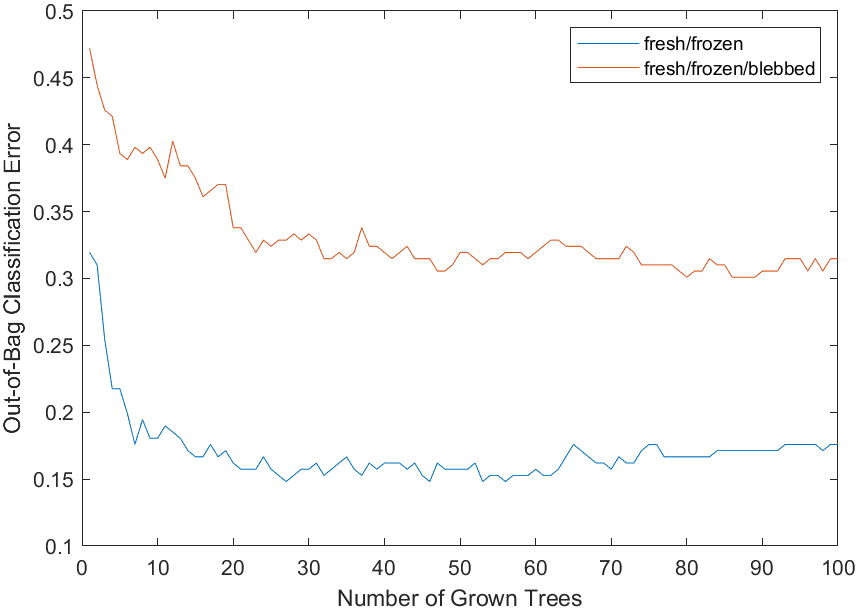 0.5
0.45
0.4
0.35
0.3
0.25
0.2
0.15
0.1
Out-of-Bag Classification Error
fresh/frozen
fresh/frozen/blebbed
0 10 20 30 40 50 60 70 80 90 100
Number of Grown Trees